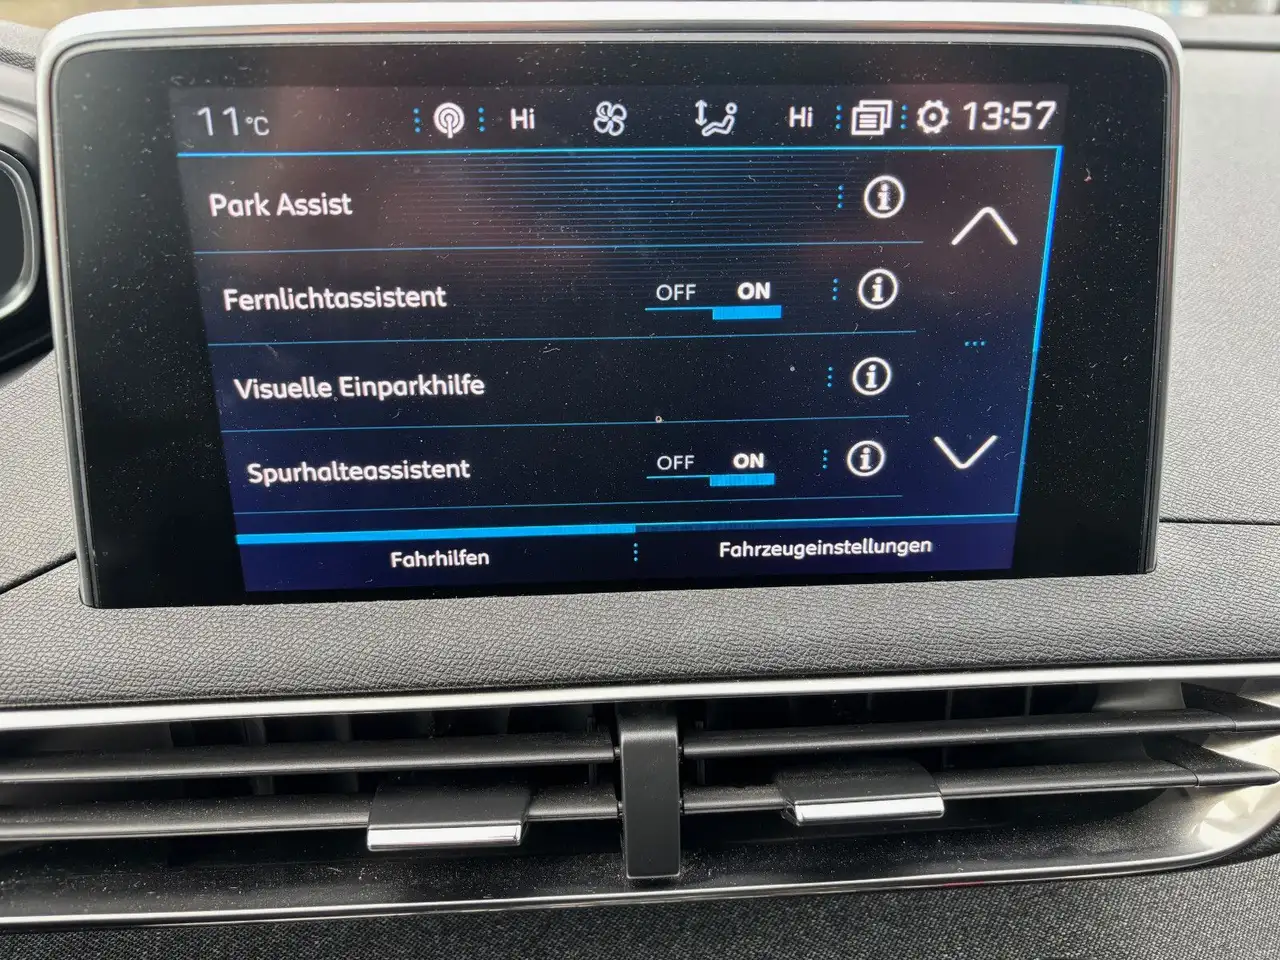 11°C Hi Hi 13:57
Park Assist
Fernlichtassistent OFF ON
Visuelle Einparkhilfe
Spurhalteassistent OFF ON
Fahrhilfen Fahrzeugeinstellungen